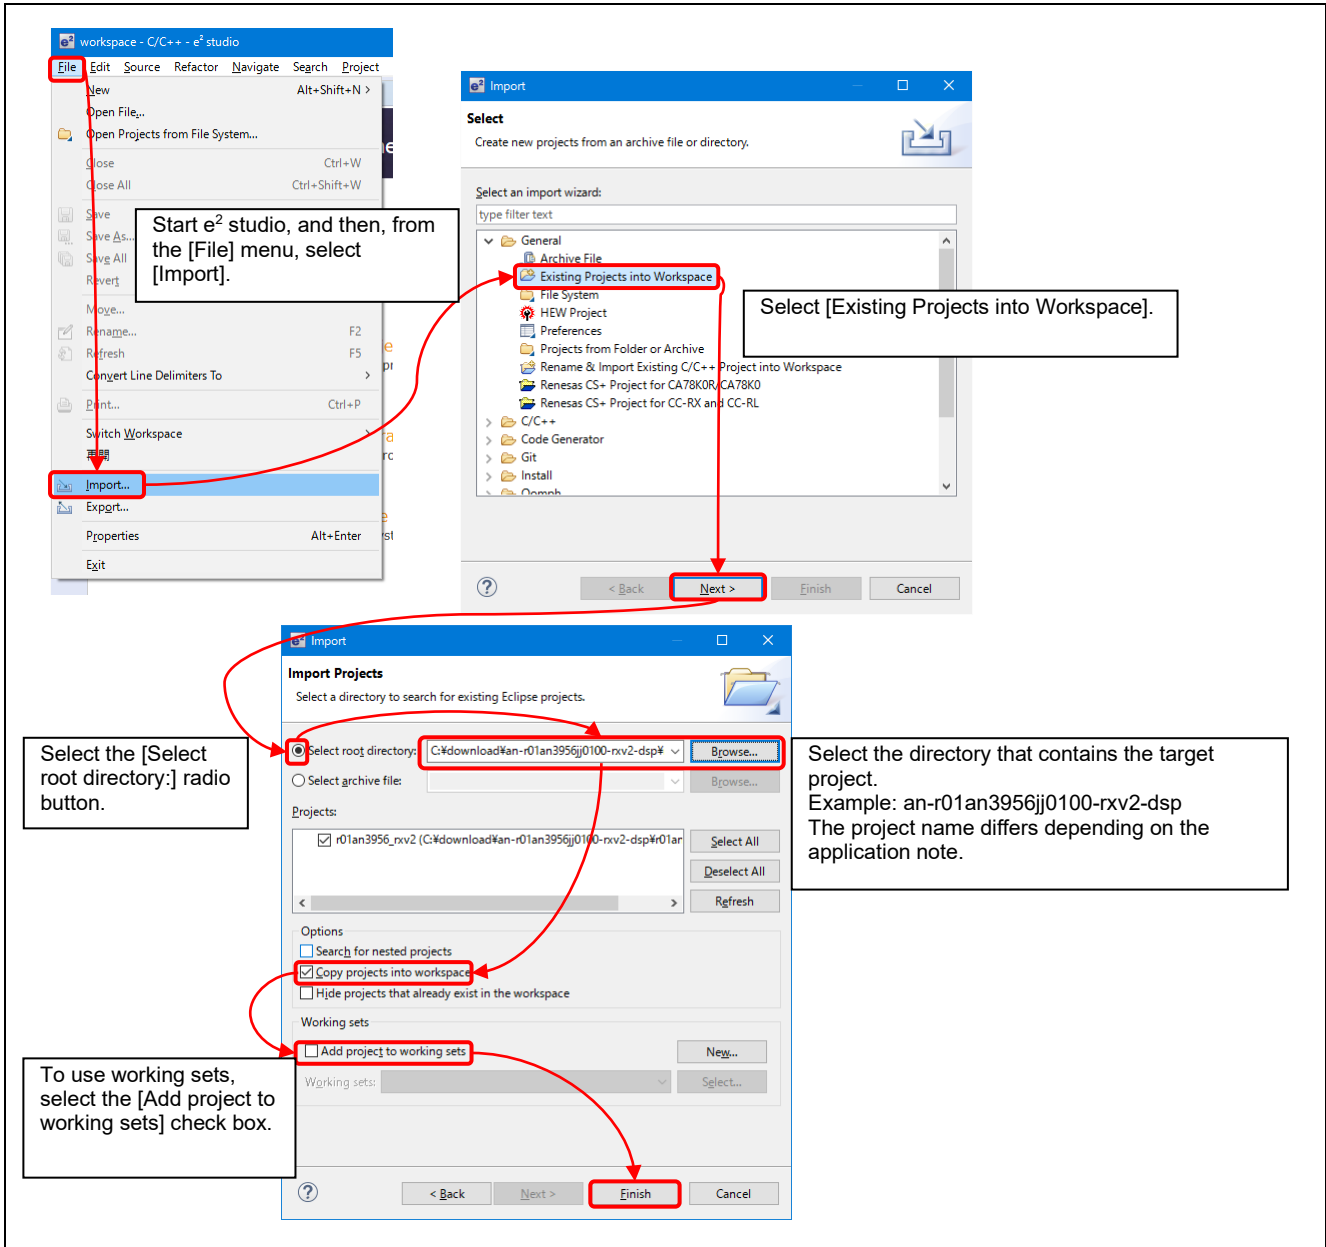 workspace - C/C++ - e² studio
File Edit Source Refactor Navigate Search Project
New Alt+Shift+N >
Open File...
Open Projects from File System...
Close Ctrl+W
Close All Ctrl+Shift+W
Save
Save As...
Save All
Revert
Move...
Rename... F2
Refresh F5
Convert Line Delimiters To >
Print... Ctrl+P
Switch Workspace
再開
Import...
Export...
Properties Alt+Enter
Exit
Start e² studio, and then, from
the [File] menu, select
[Import].
e² Import
Select
Create new projects from an archive file or directory.
Select an import wizard:
type filter text
General
Archive File
Existing Projects into Workspace
File System
HEW Project
Preferences
Projects from Folder or Archive
Rename & Import Existing C/C++ Project into Workspace
Renesas CS+ Project for CA78K0R/CA78K0
Renesas CS+ Project for CC-RX and CC-RL
C/C++
Code Generator
Git
Install
Oomph
< Back Next > Finish Cancel
Select [Existing Projects into Workspace].
e² Import
Import Projects
Select a directory to search for existing Eclipse projects.
Select root directory: C:¥download¥an-r01an3956jj0100-rxv2-dsp¥ Browse...
Select archive file: Browse...
Projects:
r01an3956_rxv2 (C:¥download¥an-r01an3956jj0100-rxv2-dsp¥r01ar
Select All
Deselect All
Refresh
Options
Search for nested projects
Copy projects into workspace
Hide projects that already exist in the workspace
Working sets
Add project to working sets New...
Working sets: Select...
< Back Next > Finish Cancel
Select the [Select
root directory:] radio
button.
Select the directory that contains the target
project.
Example: an-r01an3956jj0100-rxv2-dsp
The project name differs depending on the
application note.
To use working sets,
select the [Add project to
working sets] check box.